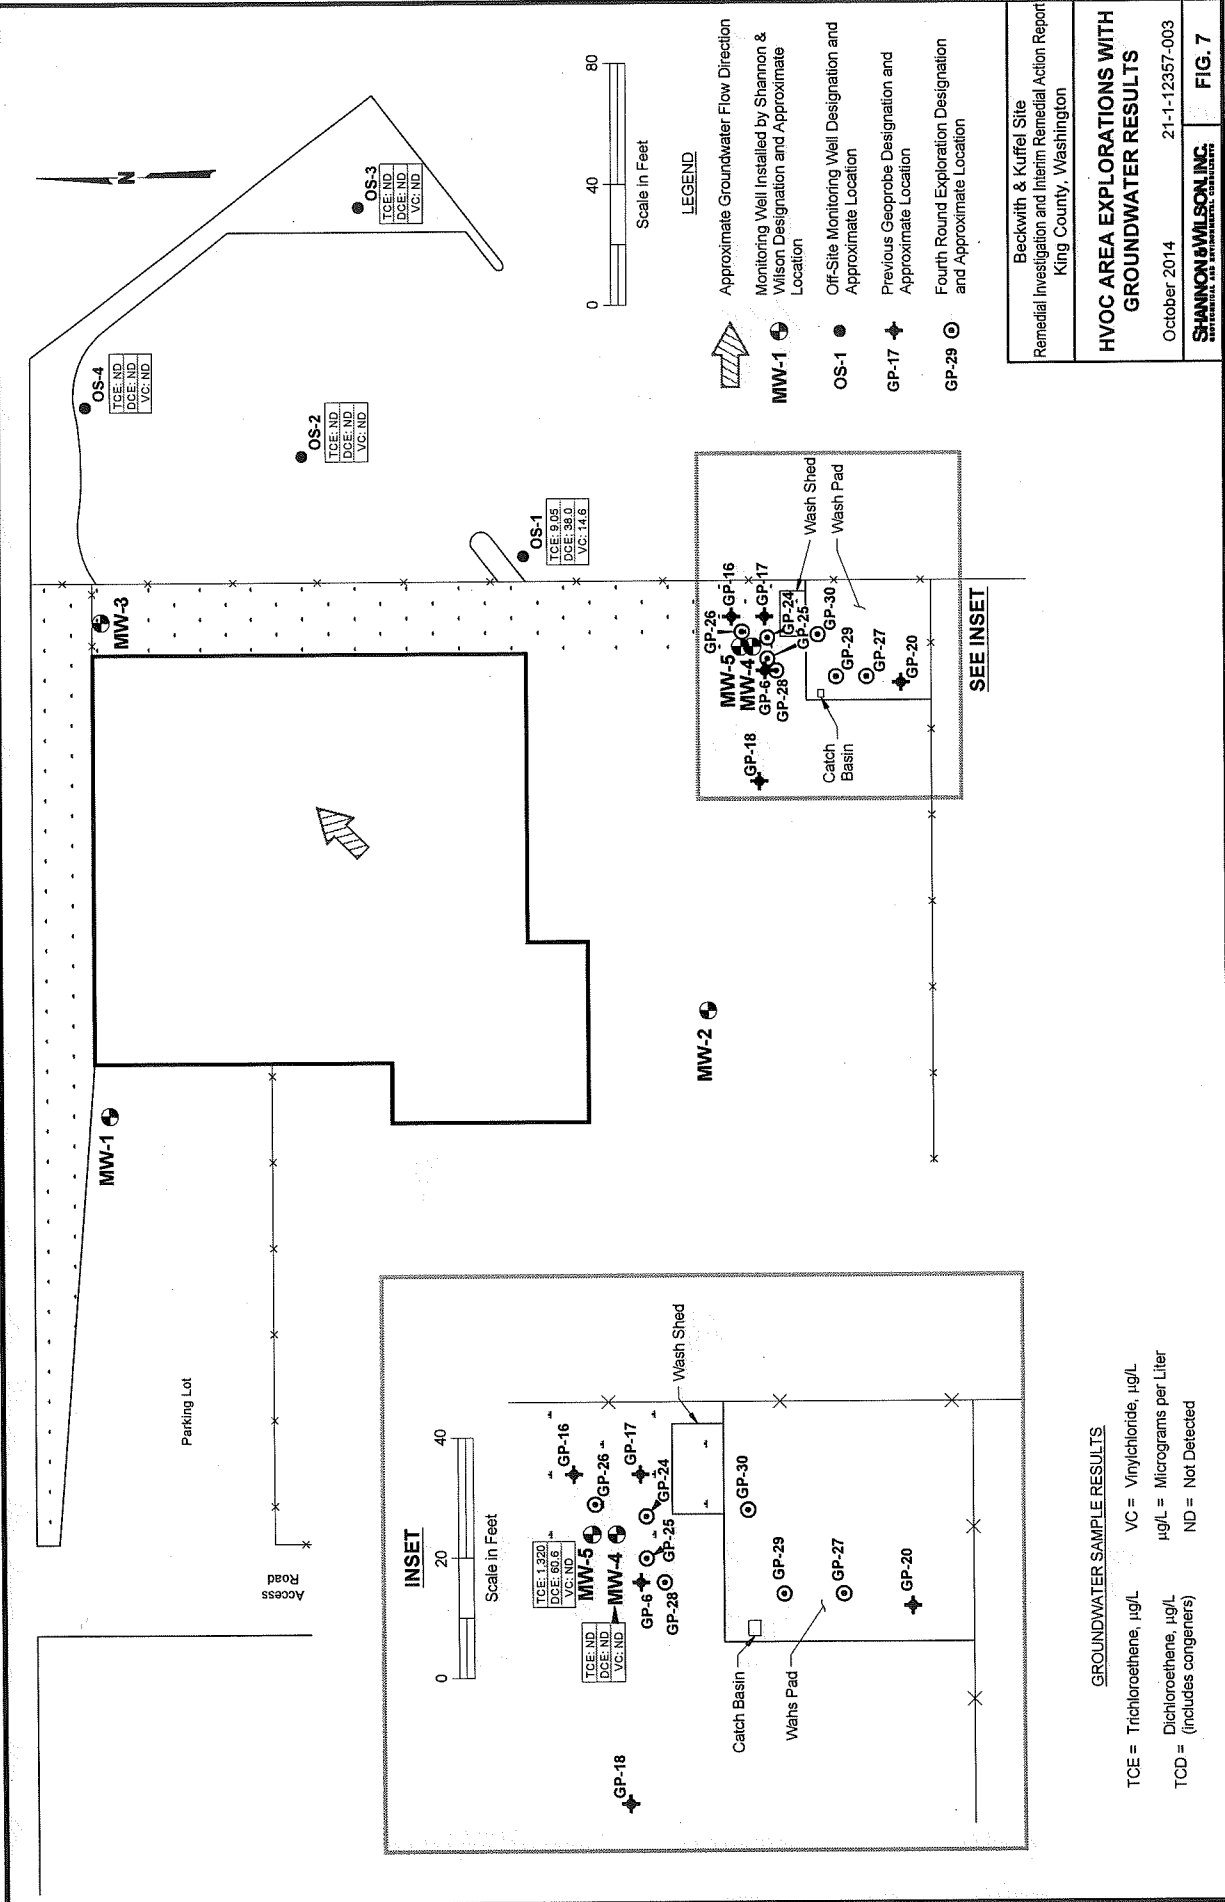 N
OS-4
TCE: ND
DCE: ND
VC: ND
OS-3
TCE: ND
DCE: ND
VC: ND
OS-2
TCE: ND
DCE: ND
VC: ND
OS-1
TCE: 9.05
DCE: 38.0
VC: 14.6
MW-3
MW-1
MW-2
Parking Lot
Access
Road
0
40
80
Scale in Feet
GP-26
GP-16
GP-17
MW-5
MW-4
GP-24
GP-25
GP-6
GP-28
GP-30
GP-29
GP-27
GP-20
GP-18
Wash Shed
Wash Pad
Catch
Basin
SEE INSET
INSET
0
20
40
Scale in Feet
TCE: 1,320
DCE: 60.6
VC: ND
MW-5
TCE: ND
DCE: ND
VC: ND
MW-4
GP-16
GP-26
GP-17
GP-24
GP-25
GP-6
GP-28
GP-18
Wash Shed
GP-30
GP-29
GP-27
GP-20
Catch Basin
Wahs Pad
GROUNDWATER SAMPLE RESULTS
TCE = Trichloroethene, µg/L
TCD = Dichloroethene, µg/L
(includes congeners)
VC = Vinylchloride, µg/L
µg/L = Micrograms per Liter
ND = Not Detected
LEGEND
Approximate Groundwater Flow Direction
MW-1
Monitoring Well Installed by Shannon &
Wilson Designation and Approximate
Location
OS-1
Off-Site Monitoring Well Designation and
Approximate Location
GP-17
Previous Geoprobe Designation and
Approximate Location
GP-29
Fourth Round Exploration Designation
and Approximate Location
Beckwith & Kuffel Site
Remedial Investigation and Interim Remedial Action Report
King County, Washington
HVOC AREA EXPLORATIONS WITH
GROUNDWATER RESULTS
October 2014
21-1-12357-003
SHANNON & WILSON, INC.
GEOTECHNICAL AND ENVIRONMENTAL CONSULTANTS
FIG. 7